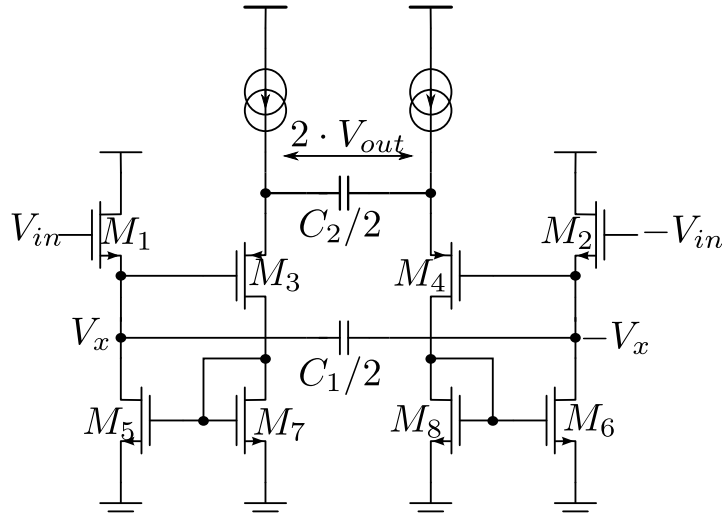 2 · V_out
V_in M_1 C_2/2 M_2 −V_in
M_3 M_4
V_x −V_x
C_1/2
M_5 M_7 M_8 M_6